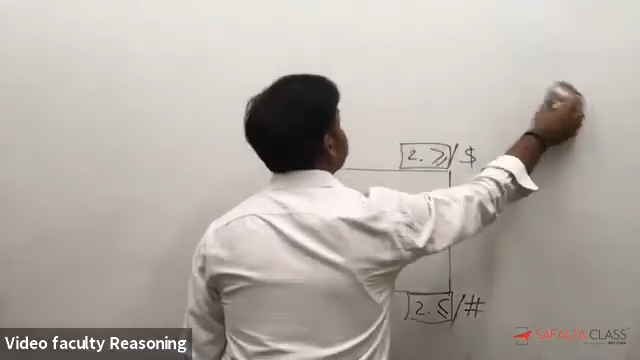 2. ≥/$
2. ≤/#
Video faculty Reasoning
SAFALTA CLASS